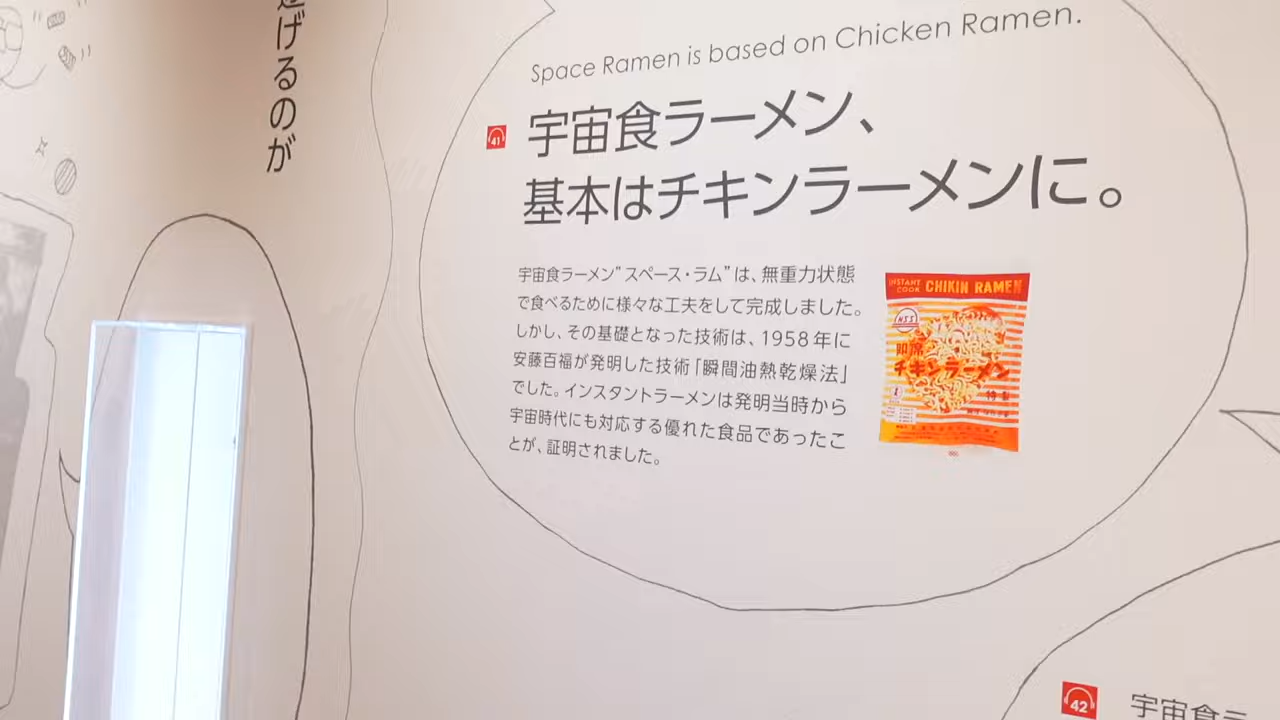 げるのが
Space Ramen is based on Chicken Ramen.
41
宇宙食ラーメン、
基本はチキンラーメンに。
宇宙食ラーメン"スペース・ラム"は、無重力状態
で食べるために様々な工夫をして完成しました。
しかし、その基礎となった技術は、1958年に
安藤百福が発明した技術「瞬間油熱乾燥法」
でした。インスタントラーメンは発明当時から
宇宙時代にも対応する優れた食品であったこ
とが、証明されました。
INSTANT
COOK
CHIKIN RAMEN
NSS
即席
チキンラーメン
特製
42
宇宙食